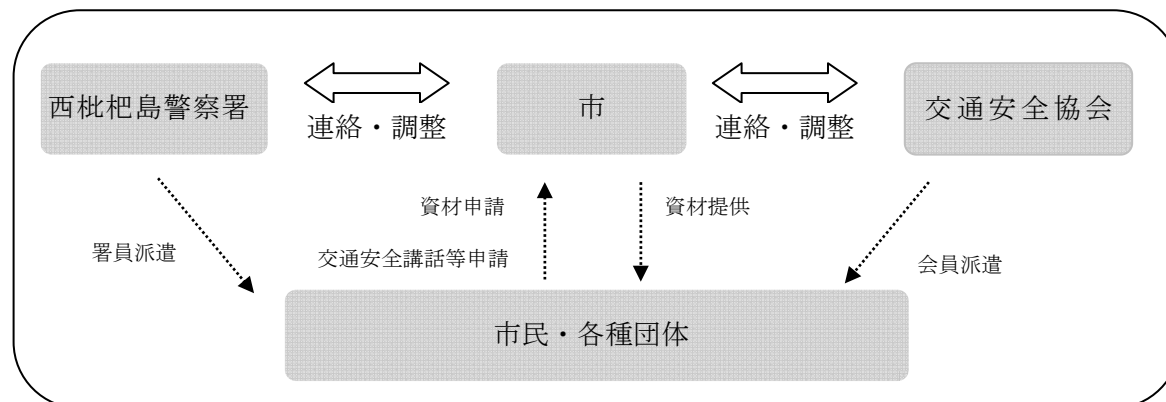 西枇杷島警察署
市
交通安全協会
連絡・調整
連絡・調整
資材申請
資材提供
署員派遣
交通安全講話等申請
会員派遣
市民・各種団体